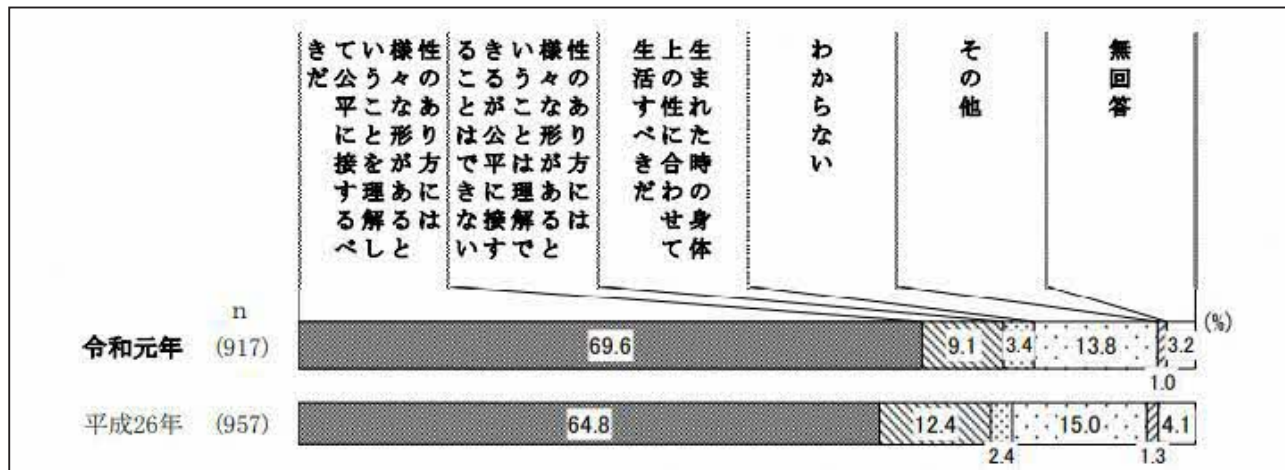 性のあり方には
様々な形があると
いうことを理解し
て公平に接するべ
きだ
性のあり方には
様々な形があると
いうことは理解で
きるが公平に接す
ることはできない
生まれた時の身体
上の性に合わせて
生活すべきだ
わからない
その他
無回答
n
(%)
令和元年 (917) 69.6 9.1 3.4 13.8 3.2
1.0
平成26年 (957) 64.8 12.4 15.0 4.1
2.4 1.3